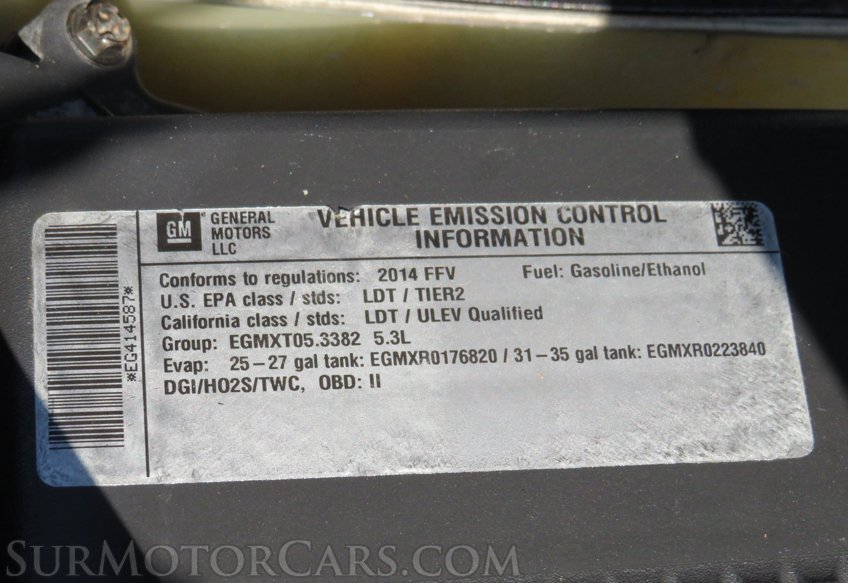 GM
GENERAL
MOTORS
LLC
VEHICLE EMISSION CONTROL
INFORMATION
*EG414587*
Conforms to regulations: 2014 FFV Fuel: Gasoline/Ethanol
U.S. EPA class / stds: LDT / TIER2
California class / stds: LDT / ULEV Qualified
Group: EGMXT05.3382 5.3L
Evap: 25-27 gal tank: EGMXR0176820 / 31-35 gal tank: EGMXR0223840
DGI/HO2S/TWC, OBD: II
SurMotorCars.com